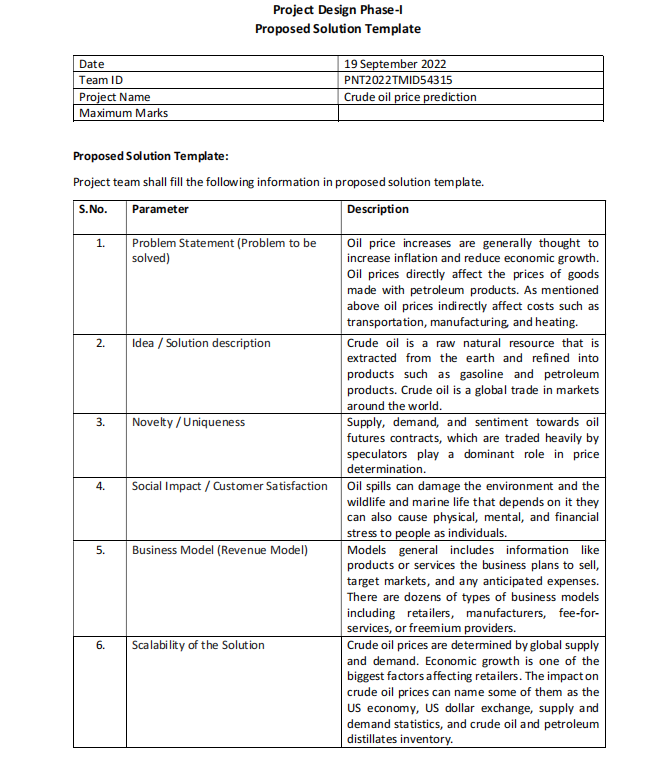 Project Design Phase-I
Proposed Solution Template
Date 19 September 2022
Team ID PNT2022TMID54315
Project Name Crude oil price prediction
Maximum Marks
Proposed Solution Template:
Project team shall fill the following information in proposed solution template.
S.No. Parameter Description
1. Problem Statement (Problem to be Oil price increases are generally thought to
solved) increase inflation and reduce economic growth.
Oil prices directly affect the prices of goods
made with petroleum products. As mentioned
above oil prices indirectly affect costs such as
transportation, manufacturing, and heating.
2. Idea / Solution description Crude oil is a raw natural resource that is
extracted from the earth and refined into
products such as gasoline and petroleum
products. Crude oil is a global trade in markets
around the world.
3. Novelty / Uniqueness Supply, demand, and sentiment towards oil
futures contracts, which are traded heavily by
speculators play a dominant role in price
determination.
4. Social Impact / Customer Satisfaction Oil spills can damage the environment and the
wildlife and marine life that depends on it they
can also cause physical, mental, and financial
stress to people as individuals.
5. Business Model (Revenue Model) Models general includes information like
products or services the business plans to sell,
target markets, and any anticipated expenses.
There are dozens of types of business models
including retailers, manufacturers, fee-for-
services, or freemium providers.
6. Scalability of the Solution Crude oil prices are determined by global supply
and demand. Economic growth is one of the
biggest factors affecting retailers. The impact on
crude oil prices can name some of them as the
US economy, US dollar exchange, supply and
demand statistics, and crude oil and petroleum
distillates inventory.